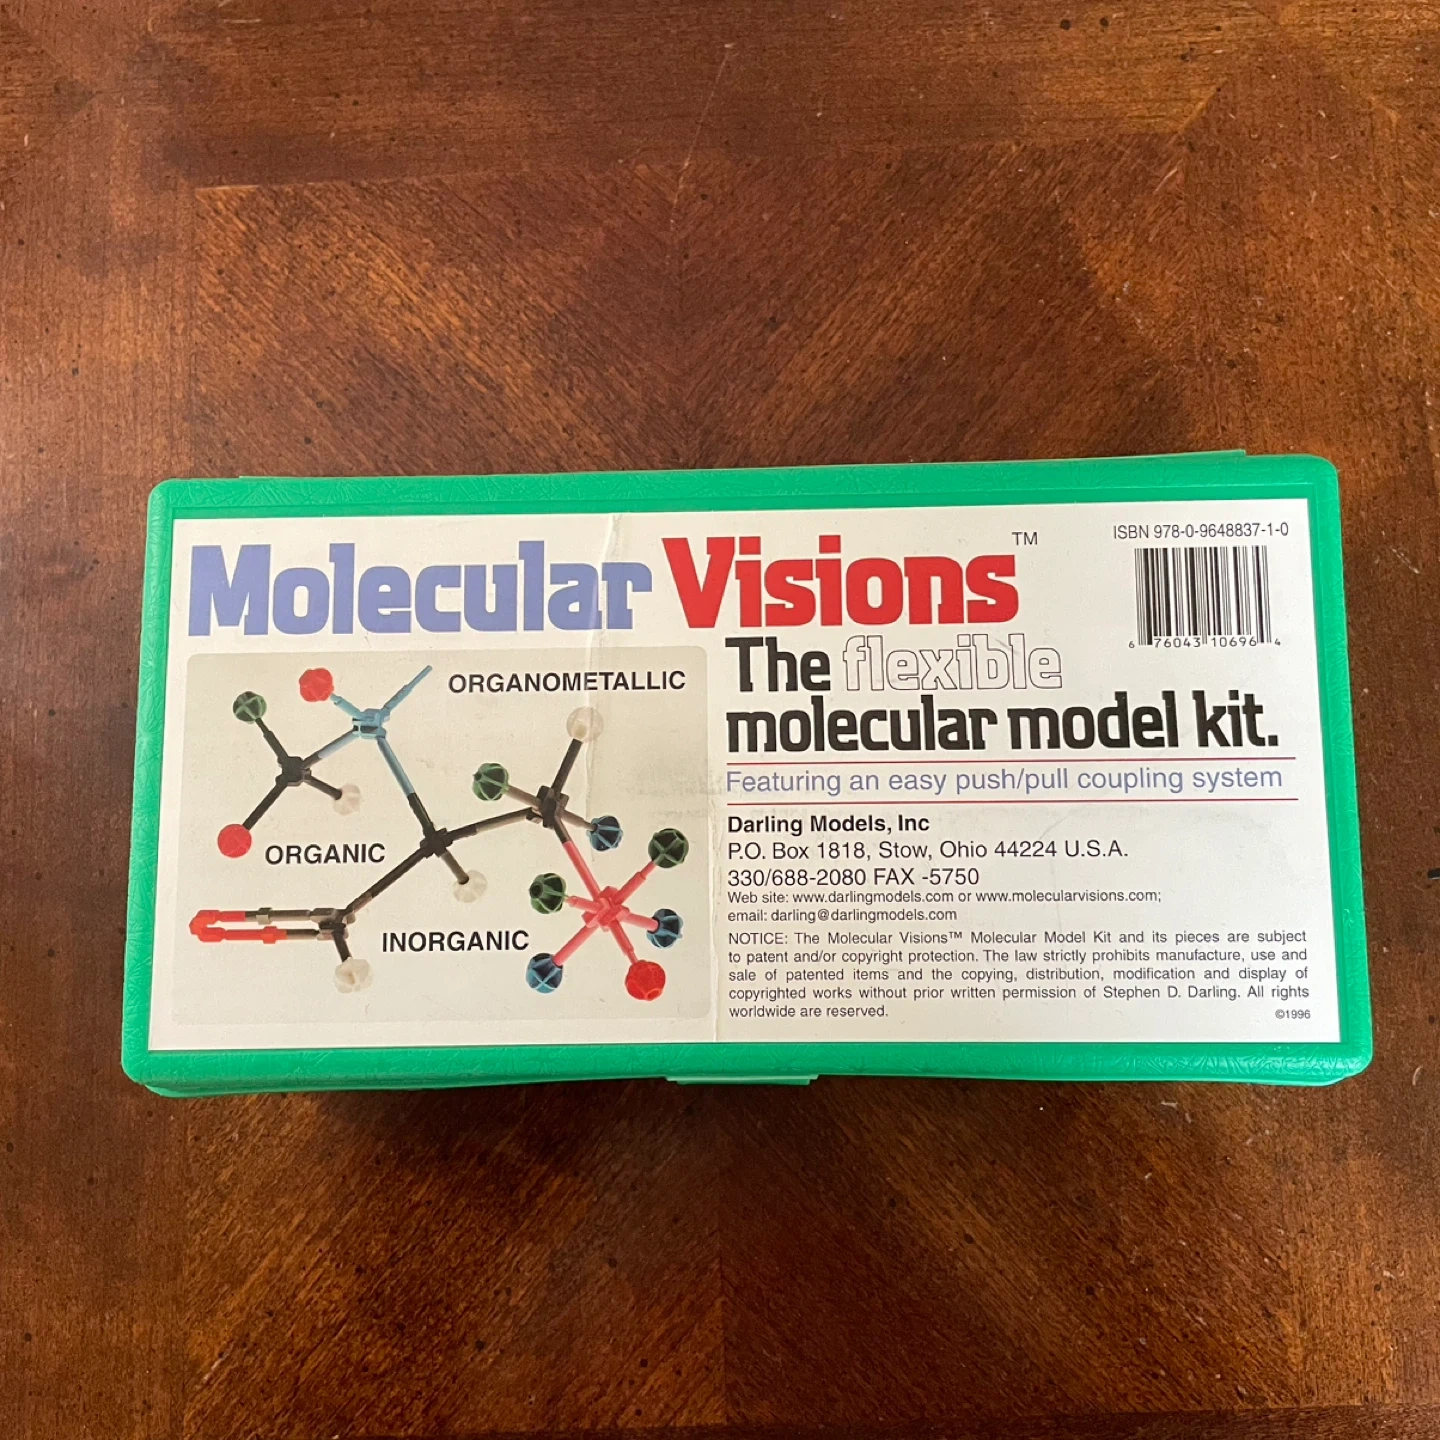 Molecular Visions™
ISBN 978-0-9648837-1-0
6 76043 10696 4
The flexible
molecular model kit.
Featuring an easy push/pull coupling system
ORGANOMETALLIC
ORGANIC
INORGANIC
Darling Models, Inc
P.O. Box 1818, Stow, Ohio 44224 U.S.A.
330/688-2080 FAX -5750
Web site: www.darlingmodels.com or www.molecularvisions.com;
email: darling@darlingmodels.com
NOTICE: The Molecular Visions™ Molecular Model Kit and its pieces are subject
to patent and/or copyright protection. The law strictly prohibits manufacture, use and
sale of patented items and the copying, distribution, modification and display of
copyrighted works without prior written permission of Stephen D. Darling. All rights
worldwide are reserved.
©1996